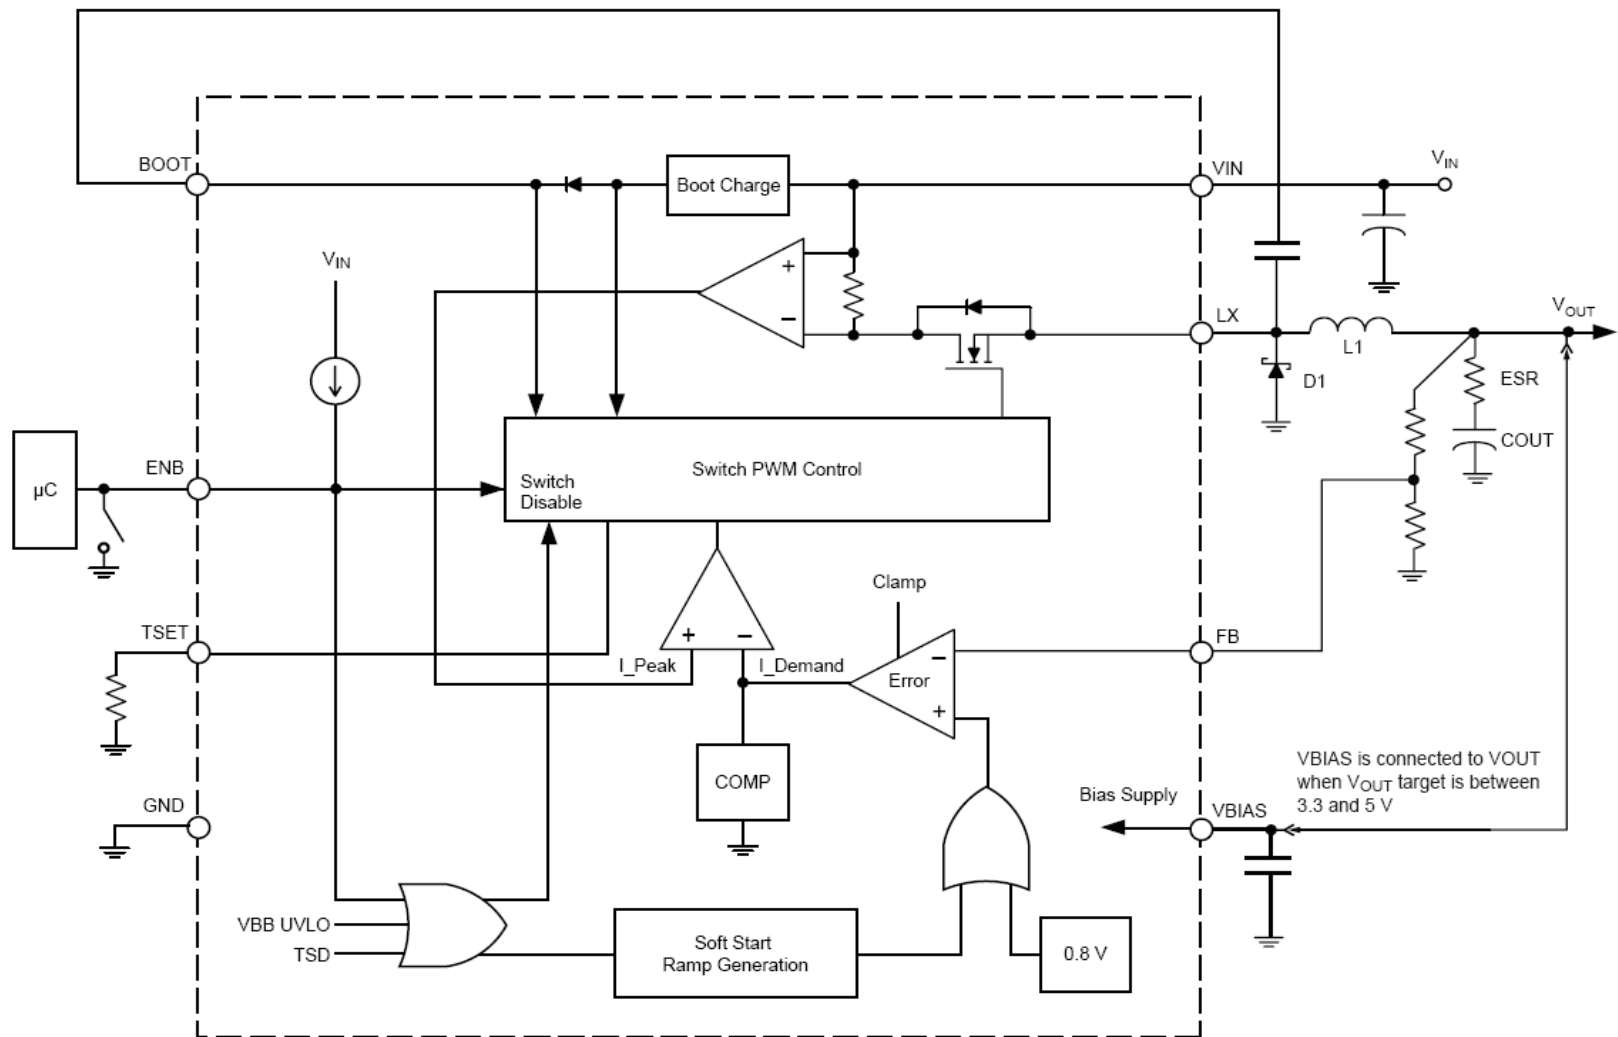 BOOT
Boot Charge
VIN
VIN
VIN
+
−
LX
VOUT
L1
D1
ESR
COUT
µC
ENB
Switch
Disable
Switch PWM Control
Clamp
TSET
+
−
I_Peak
I_Demand
−
Error
+
FB
COMP
GND
Bias Supply
VBIAS
VBIAS is connected to VOUT
when VOUT target is between
3.3 and 5 V
VBB UVLO
TSD
Soft Start
Ramp Generation
0.8 V